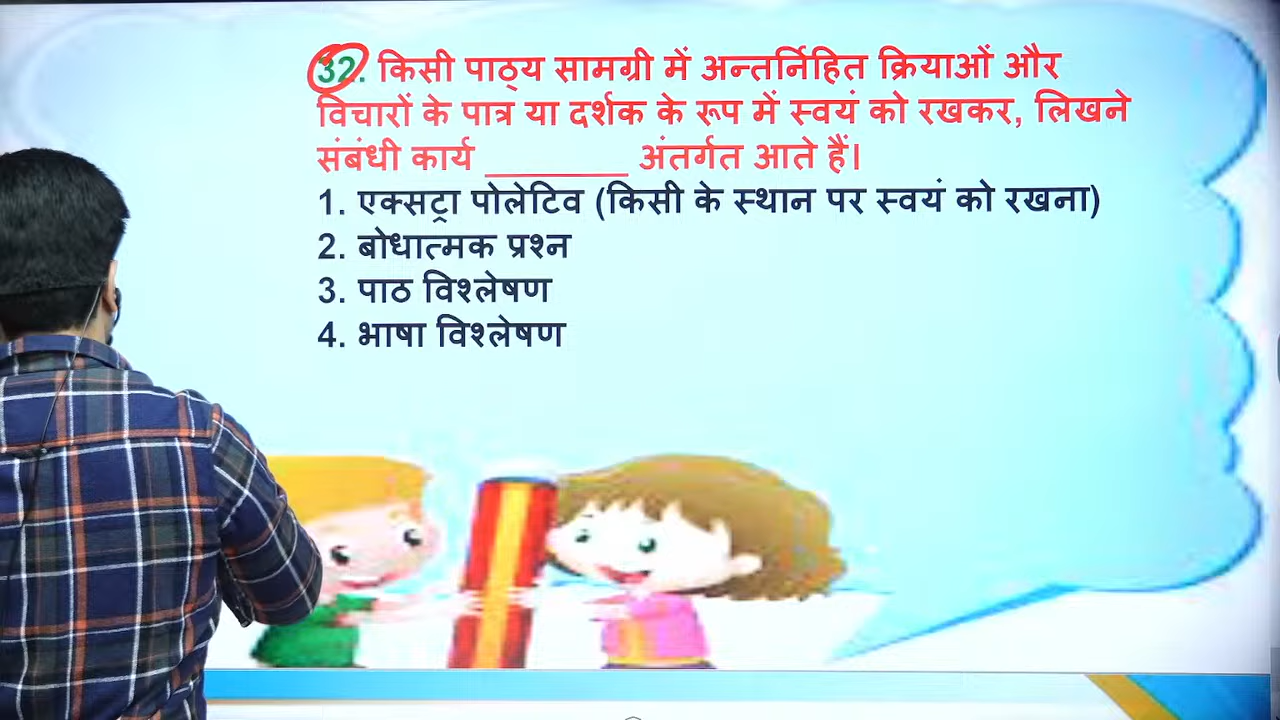 32. किसी पाठ्य सामग्री में अन्तर्निहित क्रियाओं और
विचारों के पात्र या दर्शक के रूप में स्वयं को रखकर, लिखने
संबंधी कार्य ________ अंतर्गत आते हैं।
1. एक्सट्रा पोलेटिव (किसी के स्थान पर स्वयं को रखना)
2. बोधात्मक प्रश्न
3. पाठ विश्लेषण
4. भाषा विश्लेषण